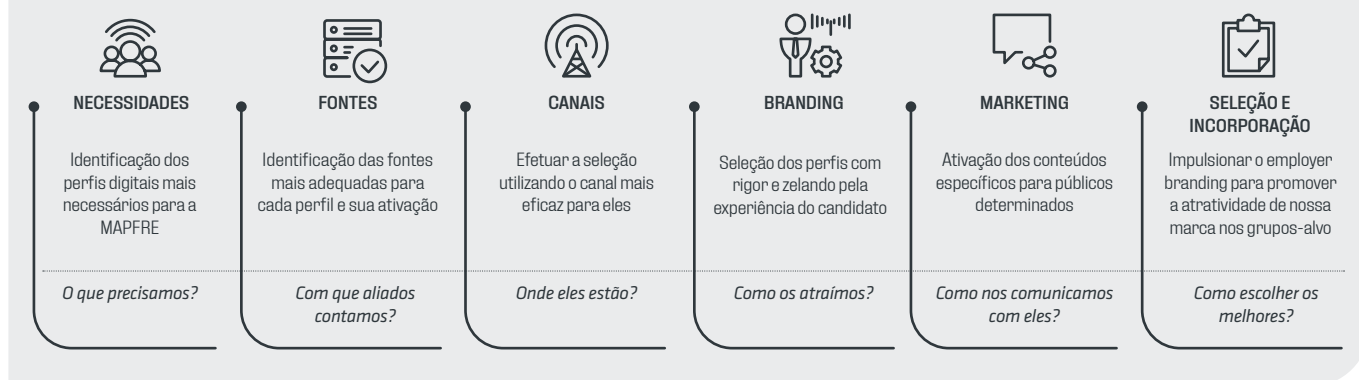 NECESSIDADES
Identificação dos
perfis digitais mais
necessários para a
MAPFRE
O que precisamos?
FONTES
Identificação das fontes
mais adequadas para
cada perfil e sua ativação
Com que aliados
contamos?
CANAIS
Efetuar a seleção
utilizando o canal mais
eficaz para eles
Onde eles estão?
BRANDING
Seleção dos perfis com
rigor e zelando pela
experiência do candidato
Como os atraímos?
MARKETING
Ativação dos conteúdos
específicos para públicos
determinados
Como nos comunicamos
com eles?
SELEÇÃO E
INCORPORAÇÃO
Impulsionar o employer
branding para promover
a atratividade de nossa
marca nos grupos-alvo
Como escolher os
melhores?